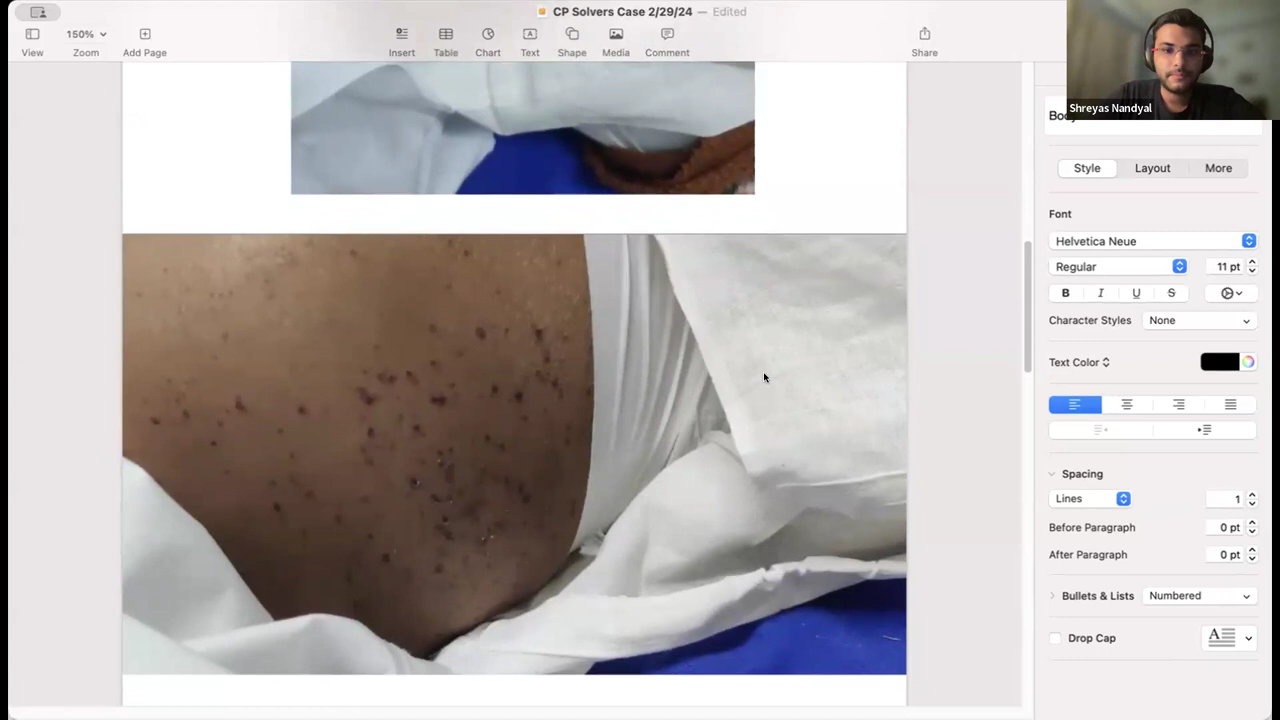 CP Solvers Case 2/29/24 — Edited
150%
View
Zoom
Add Page
Insert
Table
Chart
Text
Shape
Media
Comment
Share
Shreyas Nandyal
Style
Layout
More
Font
Helvetica Neue
Regular
11 pt
B I U S
Character Styles
None
Text Color
Spacing
Lines
1
Before Paragraph
0 pt
After Paragraph
0 pt
Bullets & Lists
Numbered
Drop Cap
A